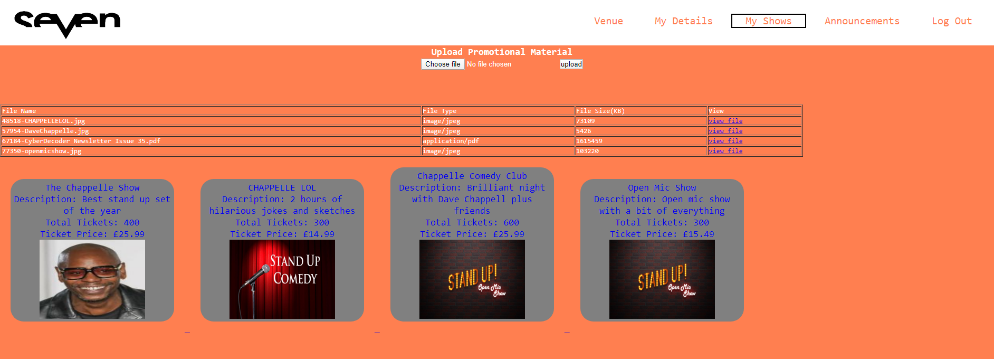 seven
Venue My Details My Shows Announcements Log Out
Upload Promotional Material
Choose file No file chosen upload
File Name File Type File Size(KB) View
48518-CHAPPELLELOL.jpg image/jpeg 73109 view file
57954-DaveChappelle.jpg image/jpeg 5426 view file
67184-CyberDecoder Newsletter Issue 35.pdf application/pdf 1615459 view file
77350-openmicshow.jpg image/jpeg 103220 view file
The Chappelle Show
Description: Best stand up set
of the year
Total Tickets: 400
Ticket Price: £25.99
CHAPPELLE LOL
Description: 2 hours of
hilarious jokes and sketches
Total Tickets: 300
Ticket Price: £14.99
STAND UP
COMEDY
Chappelle Comedy Club
Description: Brilliant night
with Dave Chappell plus
friends
Total Tickets: 600
Ticket Price: £25.99
STAND UP!
Open Mic
Show
Open Mic Show
Description: Open mic show
with a bit of everything
Total Tickets: 300
Ticket Price: £15.49
STAND UP!
Open Mic
Show